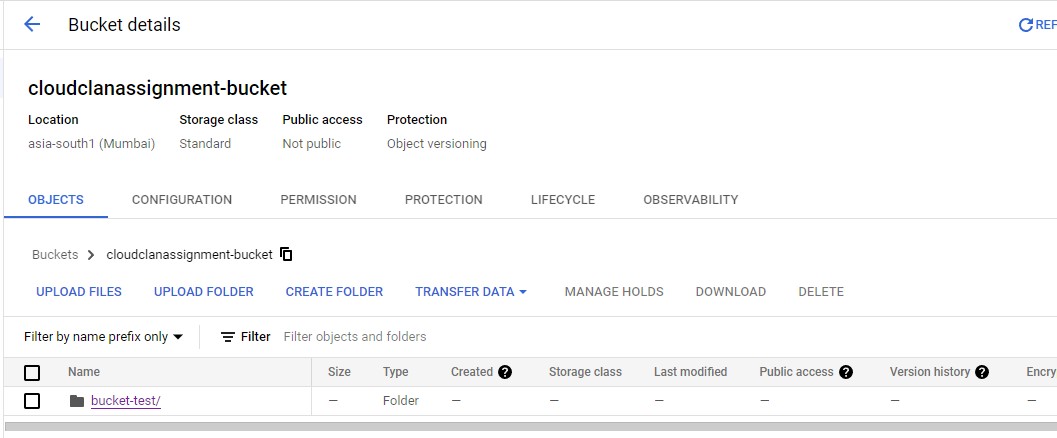 Bucket details
REF
cloudclanassignment-bucket
Location Storage class Public access Protection
asia-south1 (Mumbai) Standard Not public Object versioning
OBJECTS CONFIGURATION PERMISSION PROTECTION LIFECYCLE OBSERVABILITY
Buckets > cloudclanassignment-bucket
UPLOAD FILES UPLOAD FOLDER CREATE FOLDER TRANSFER DATA MANAGE HOLDS DOWNLOAD DELETE
Filter by name prefix only Filter Filter objects and folders
Name Size Type Created ? Storage class Last modified Public access ? Version history ? Encry
bucket-test/ — Folder — — — — — —